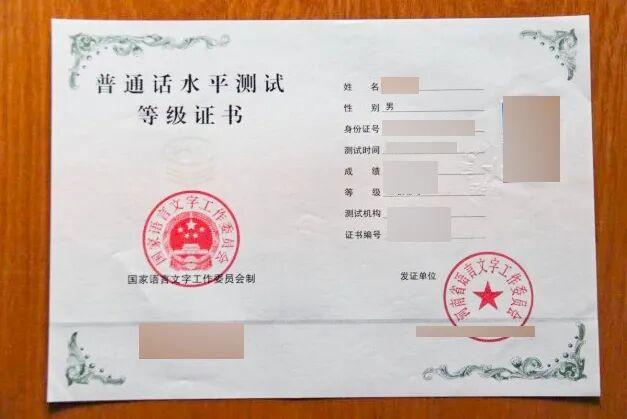 普通话水平测试
等级证书
国家语言文字工作委员会
国家语言文字工作委员会制
姓 名
性 别 男
身份证号
测试时间
成 绩
等 级
测试机构
证书编号
发证单位
河南省语言文字工作委员会